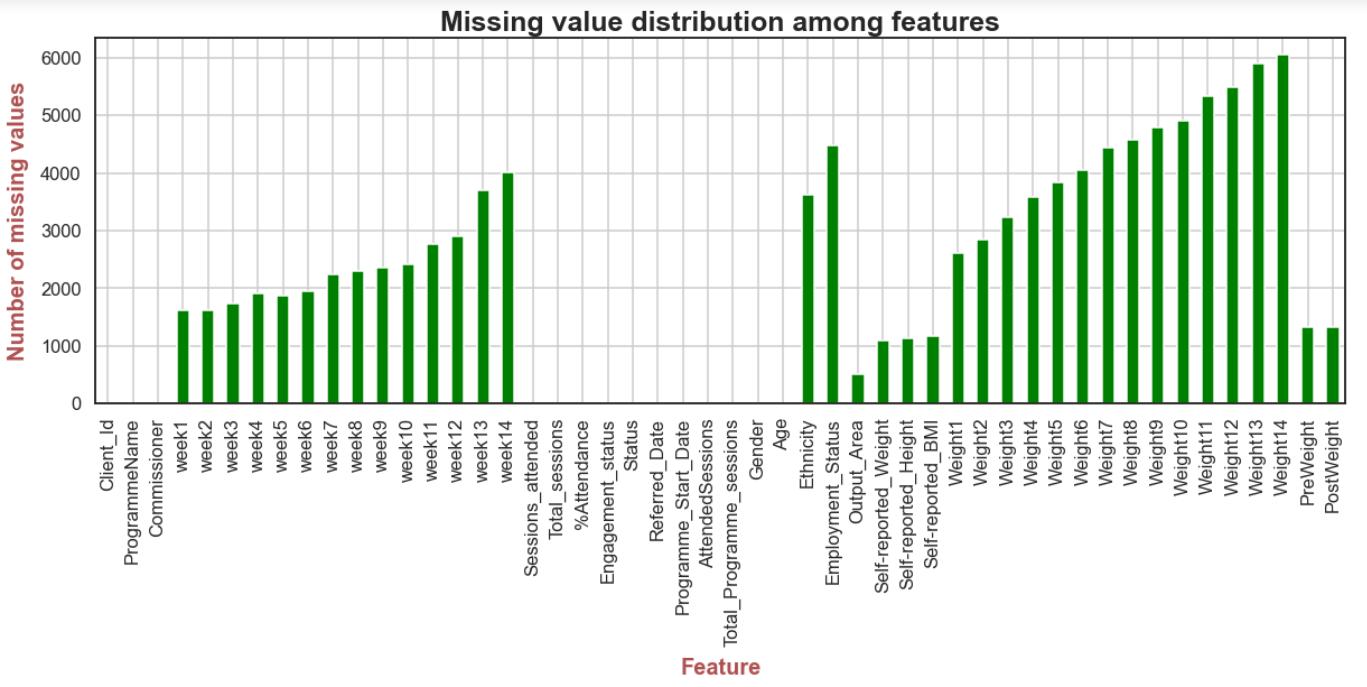 Missing value distribution among features
Number of missing values
6000
5000
4000
3000
2000
1000
0
Client_Id
ProgrammeName
Commissioner
week1
week2
week3
week4
week5
week6
week7
week8
week9
week10
week11
week12
week13
week14
Sessions_attended
Total_sessions
%Attendance
Engagement_status
Status
Referred_Date
Programme_Start_Date
AttendedSessions
Total_Programme_sessions
Gender
Age
Ethnicity
Employment_Status
Output_Area
Self-reported_Weight
Self-reported_Height
Self-reported_BMI
Weight1
Weight2
Weight3
Weight4
Weight5
Weight6
Weight7
Weight8
Weight9
Weight10
Weight11
Weight12
Weight13
Weight14
PreWeight
PostWeight
Feature